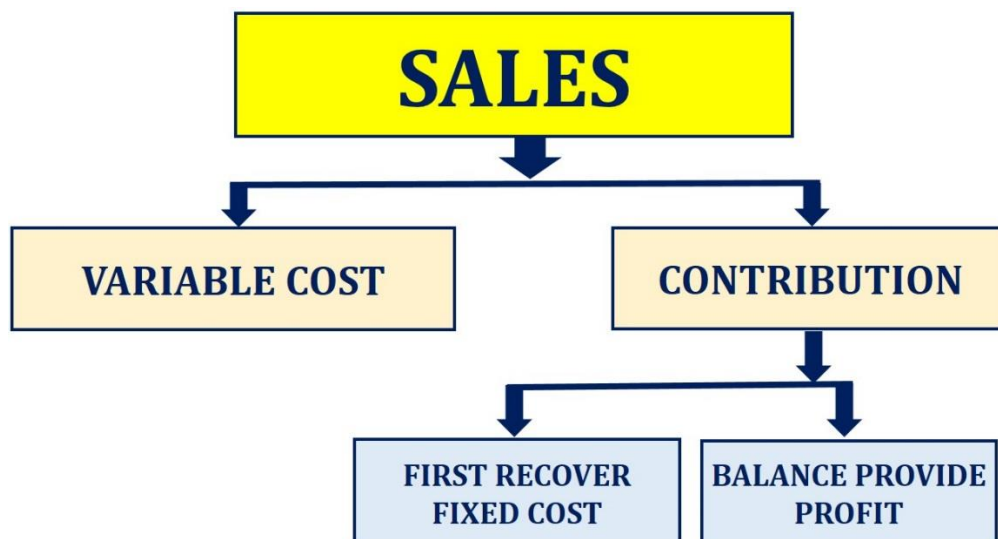 SALES
VARIABLE COST
CONTRIBUTION
FIRST RECOVER
FIXED COST
BALANCE PROVIDE
PROFIT